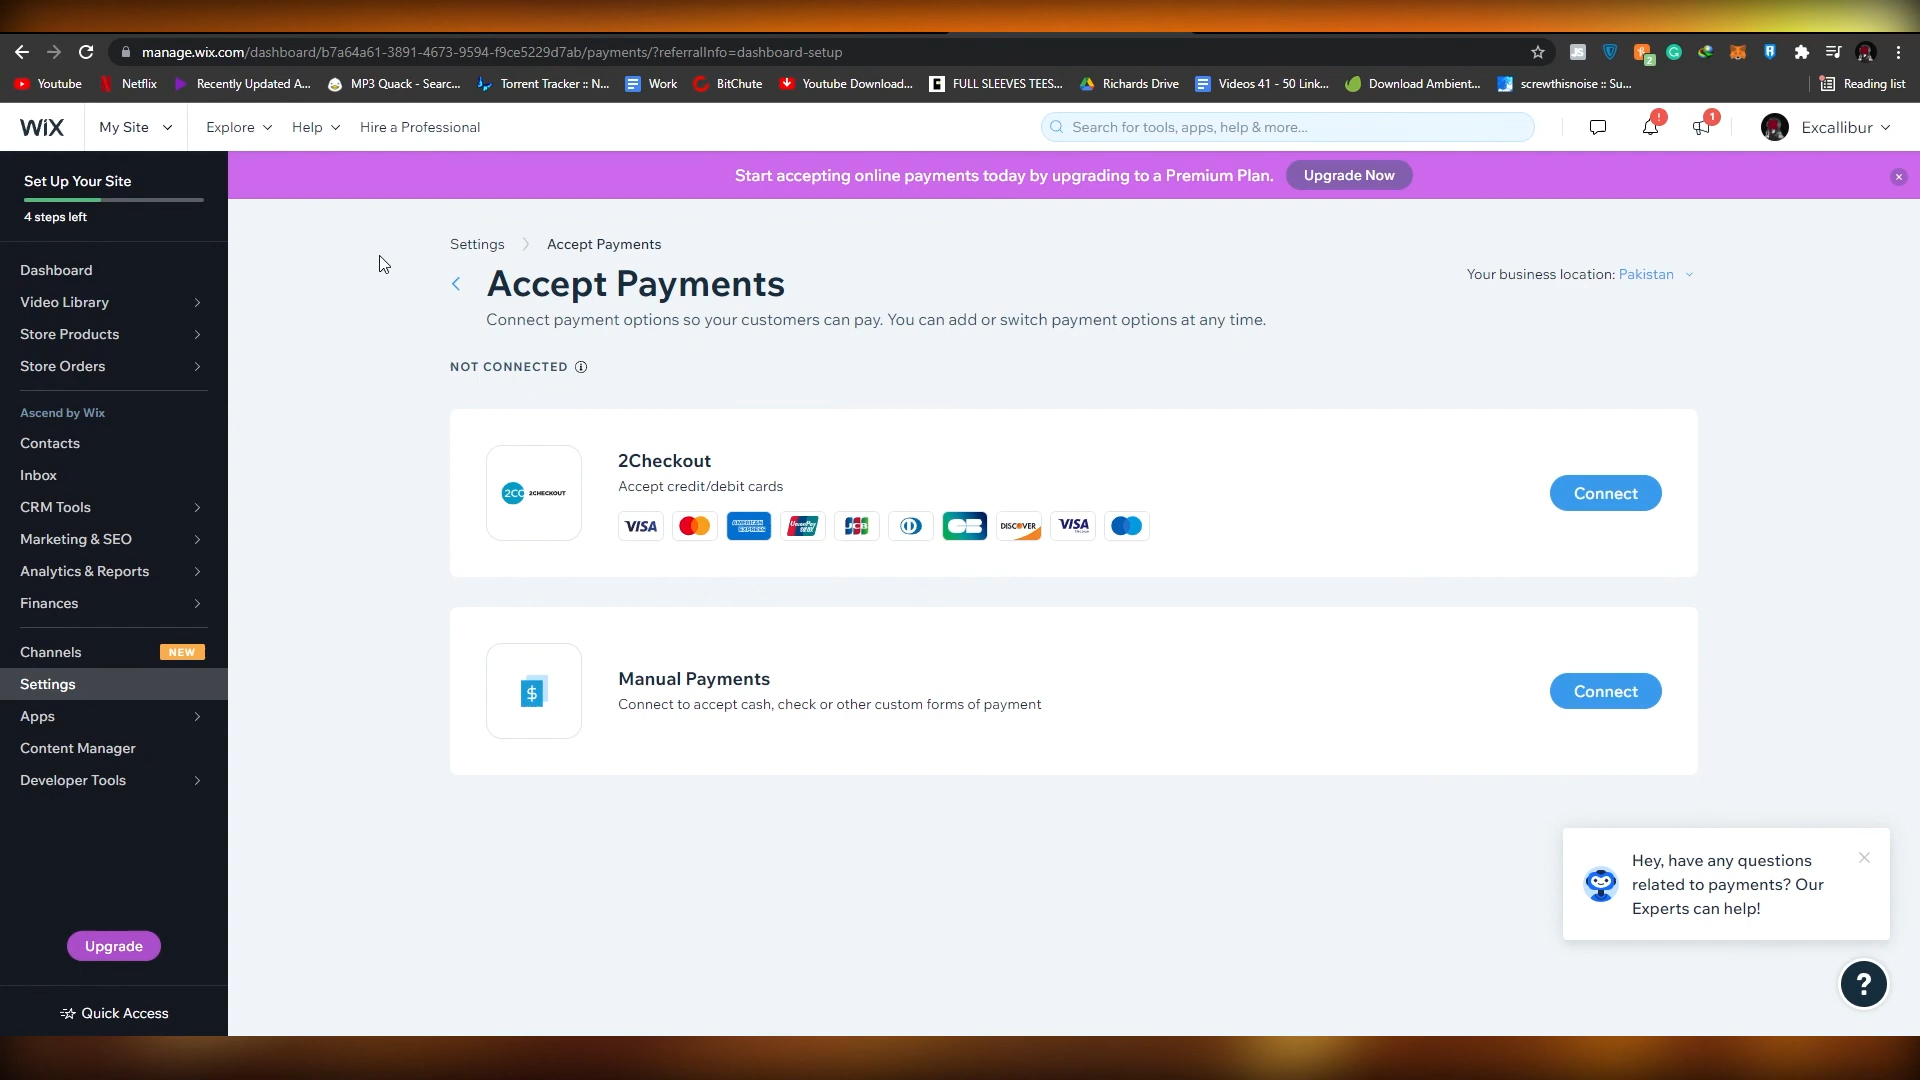 manage.wix.com/dashboard/b7a64a61-3891-4673-9594-f9ce5229d7ab/payments/?referralInfo=dashboard-setup
2
Youtube
Netflix
Recently Updated A...
MP3 Quack - Searc...
Torrent Tracker :: N...
Work
BitChute
Youtube Download...
FULL SLEEVES TEES...
Richards Drive
Videos 41 - 50 Link...
Download Ambient...
screwthisnoise :: Su...
Reading list
WIX
My Site
Explore
Help
Hire a Professional
Search for tools, apps, help & more...
!
1
Excallibur
Start accepting online payments today by upgrading to a Premium Plan.
Upgrade Now
Set Up Your Site
4 steps left
Dashboard
Video Library
Store Products
Store Orders
Ascend by Wix
Contacts
Inbox
CRM Tools
Marketing & SEO
Analytics & Reports
Finances
Channels
NEW
Settings
Apps
Content Manager
Developer Tools
Upgrade
Quick Access
Settings
Accept Payments
Accept Payments
Your business location: Pakistan
Connect payment options so your customers can pay. You can add or switch payment options at any time.
NOT CONNECTED
2CO 2CHECKOUT
2Checkout
Accept credit/debit cards
VISA
AMERICAN EXPRESS
UnionPay
JCB
CB
DISCOVER
VISA
Connect
$
Manual Payments
Connect to accept cash, check or other custom forms of payment
Connect
Hey, have any questions
related to payments? Our
Experts can help!
?